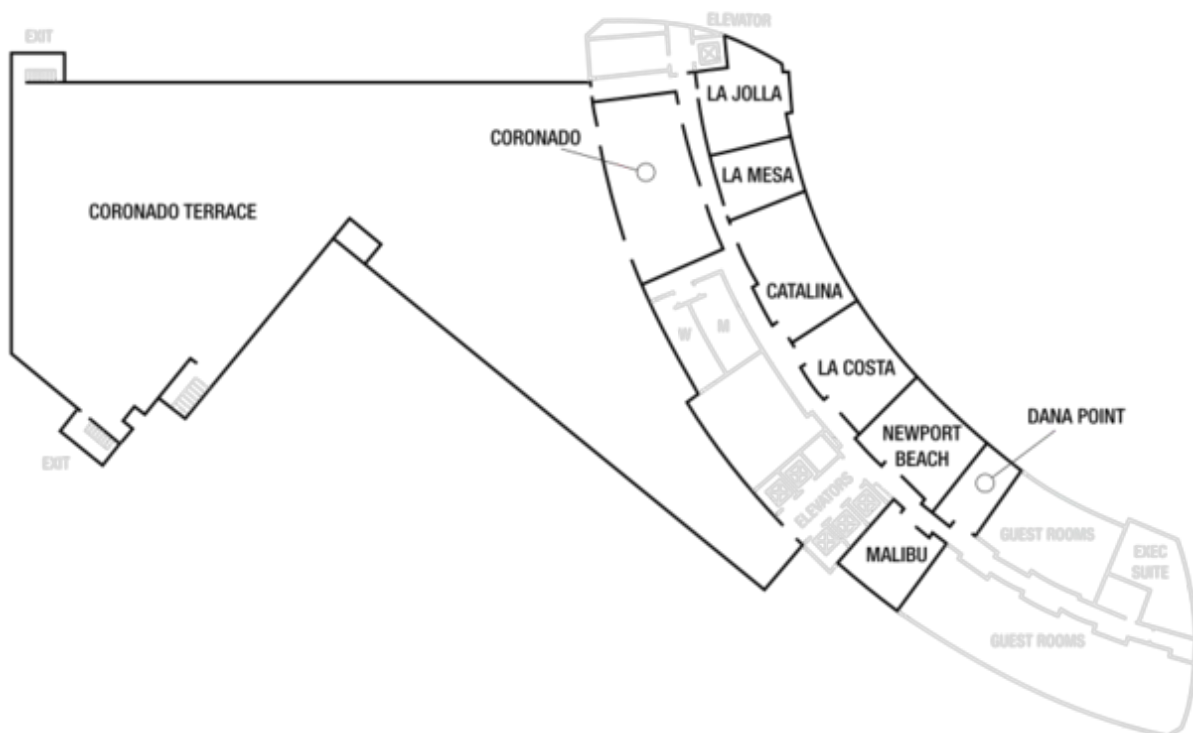 EXIT
ELEVATOR
LA JOLLA
CORONADO
LA MESA
CORONADO TERRACE
CATALINA
W
M
LA COSTA
DANA POINT
NEWPORT
BEACH
EXIT
ELEVATORS
GUEST ROOMS
MALIBU
EXEC
SUITE
GUEST ROOMS